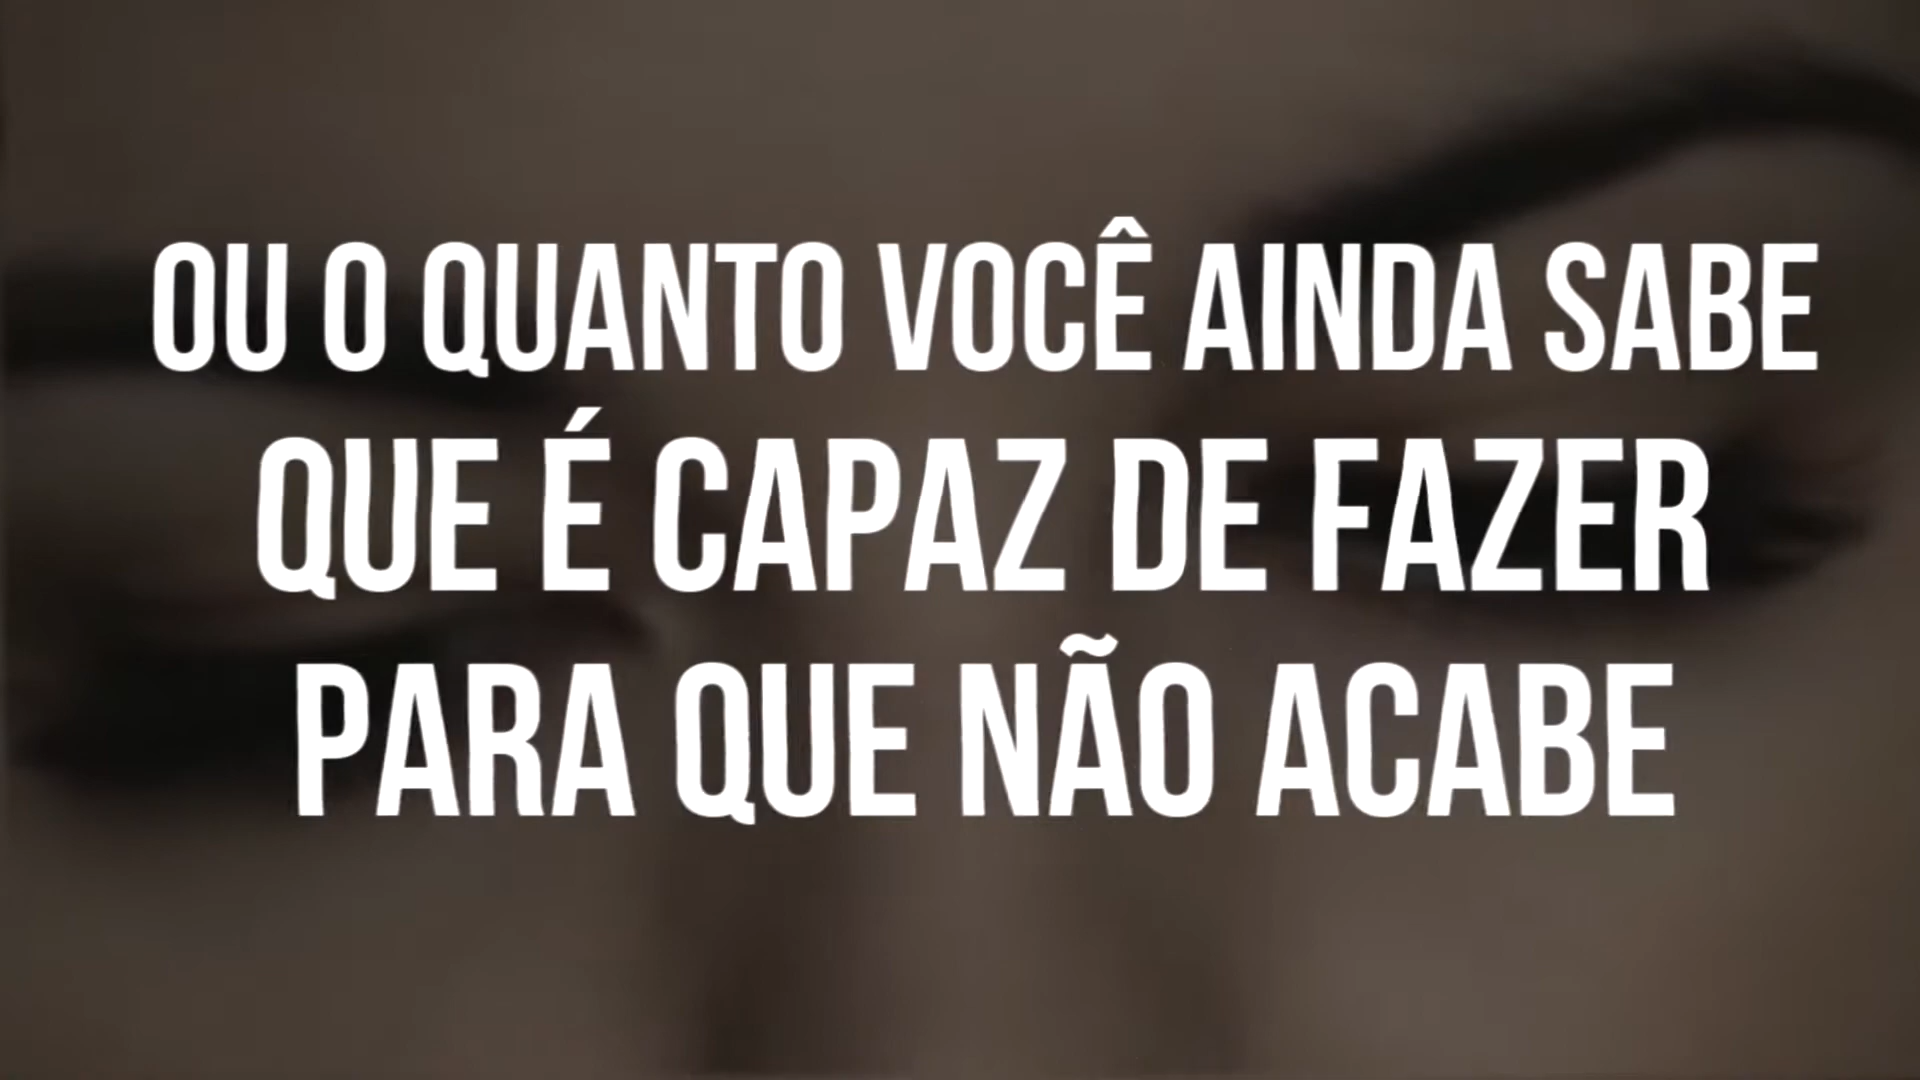 OU O QUANTO VOCÊ AINDA SABE
QUE É CAPAZ DE FAZER
PARA QUE NÃO ACABE